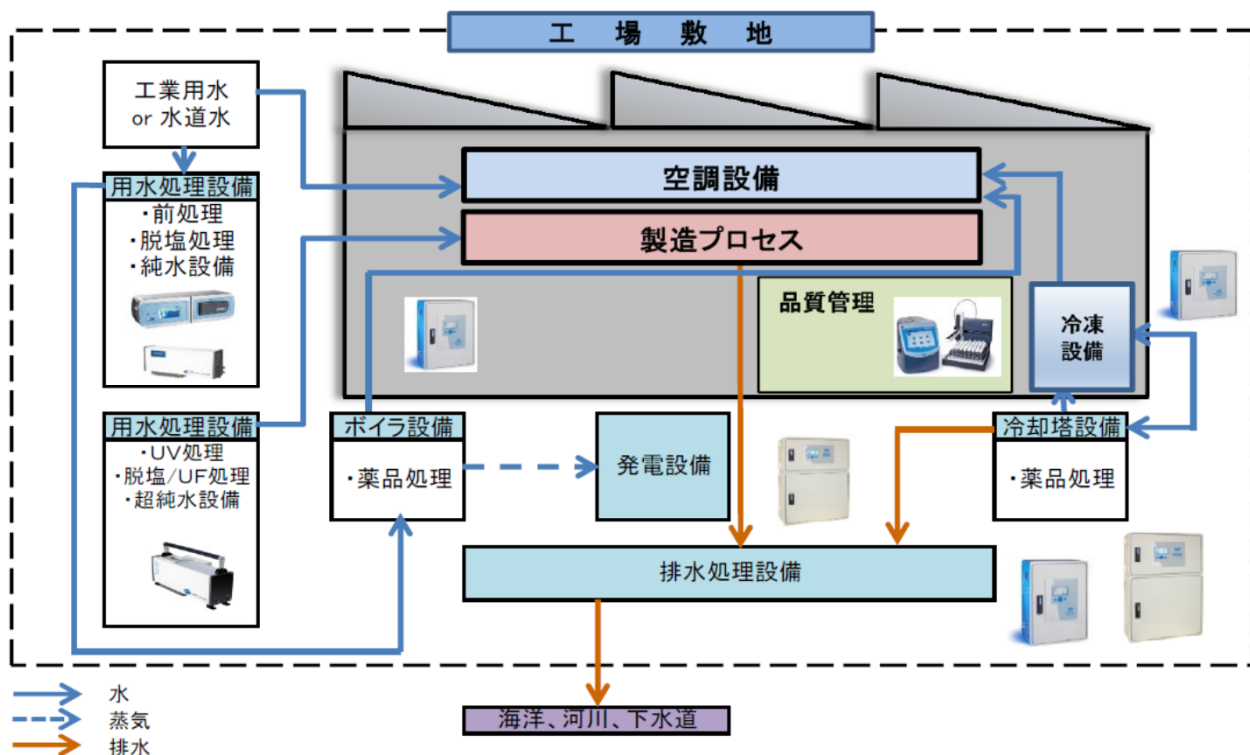 工 場 敷 地
工業用水
or 水道水
用水処理設備
・前処理
・脱塩処理
・純水設備
用水処理設備
・UV処理
・脱塩/UF処理
・超純水設備
空調設備
製造プロセス
品質管理
冷凍
設備
ボイラ設備
・薬品処理
発電設備
冷却塔設備
・薬品処理
排水処理設備
水
蒸気
排水
海洋、河川、下水道